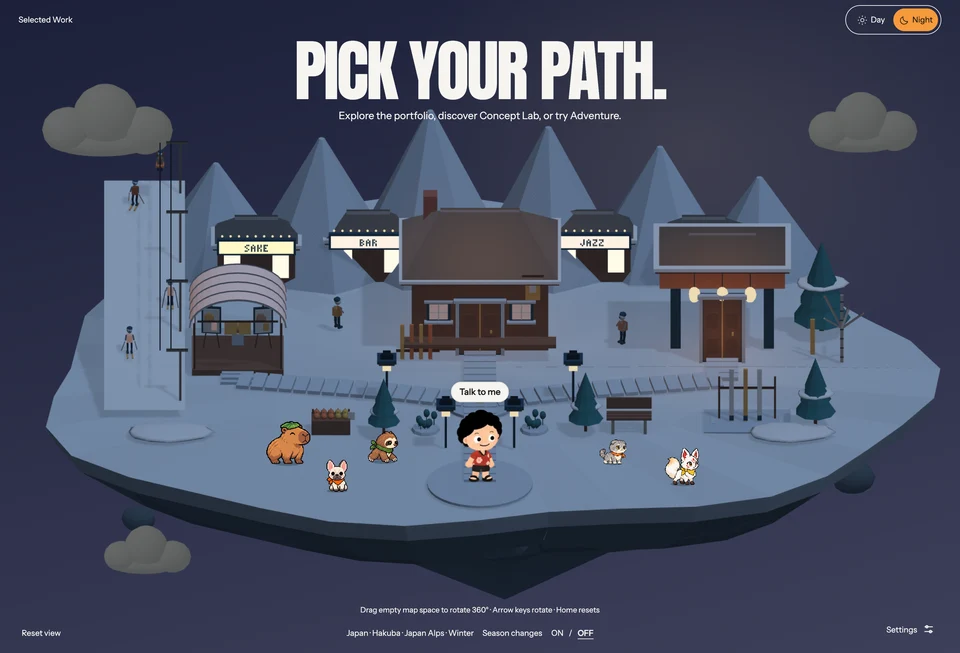 Selected Work
Day
Night
PICK YOUR PATH.
Explore the portfolio, discover Concept Lab, or try Adventure.
SAKE
BAR
JAZZ
Talk to me
Drag empty map space to rotate 360° · Arrow keys rotate · Home resets
Reset view
Japan · Hakuba · Japan Alps · Winter Season changes ON / OFF
Settings